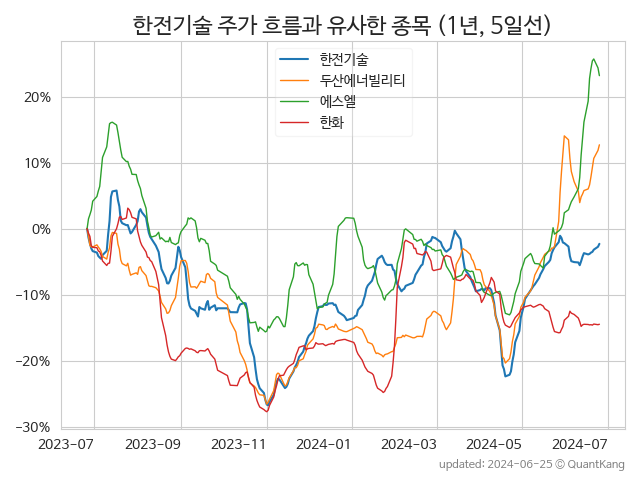 한전기술 주가 흐름과 유사한 종목 (1년, 5일선)
한전기술
두산에너빌리티
에스엘
한화
20%
10%
0%
−10%
−20%
−30%
2023-07 2023-09 2023-11 2024-01 2024-03 2024-05 2024-07
updated: 2024-06-25 ⓒ QuantKang